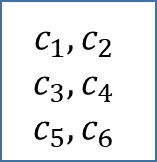 c₁, c₂
c₃, c₄
c₅, c₆